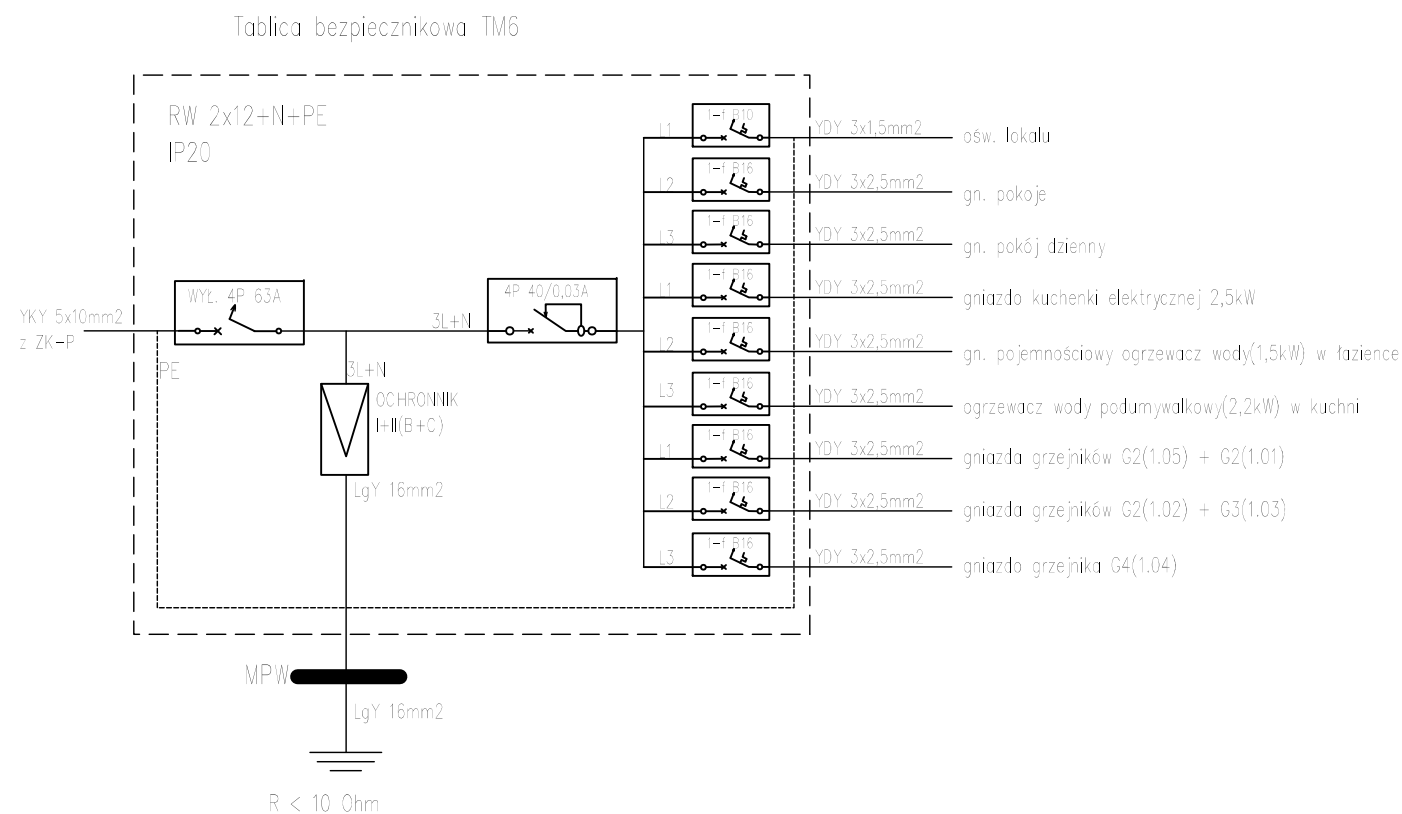 Tablica bezpiecznikowa TM6
RW 2x12+N+PE
IP20
YKY 5x10mm2
z ZK-P
PE
WYŁ. 4P 63A
3L+N
OCHRONNIK
I+II(B+C)
LgY 16mm2
3L+N
4P 40/0,03A
L1 1-f B10 YDY 3x1,5mm2 ośw. lokalu
L2 1-f B16 YDY 3x2,5mm2 gn. pokoje
L3 1-f B16 YDY 3x2,5mm2 gn. pokój dzienny
L1 1-f B16 YDY 3x2,5mm2 gniazdo kuchenki elektrycznej 2,5kW
L2 1-f B16 YDY 3x2,5mm2 gn. pojemnościowy ogrzewacz wody(1,5kW) w łazience
L3 1-f B16 YDY 3x2,5mm2 ogrzewacz wody podumywalkowy(2,2kW) w kuchni
L1 1-f B16 YDY 3x2,5mm2 gniazda grzejników G2(1.05) + G2(1.01)
L2 1-f B16 YDY 3x2,5mm2 gniazda grzejników G2(1.02) + G3(1.03)
L3 1-f B16 YDY 3x2,5mm2 gniazdo grzejnika G4(1.04)
MPW
LgY 16mm2
R < 10 Ohm